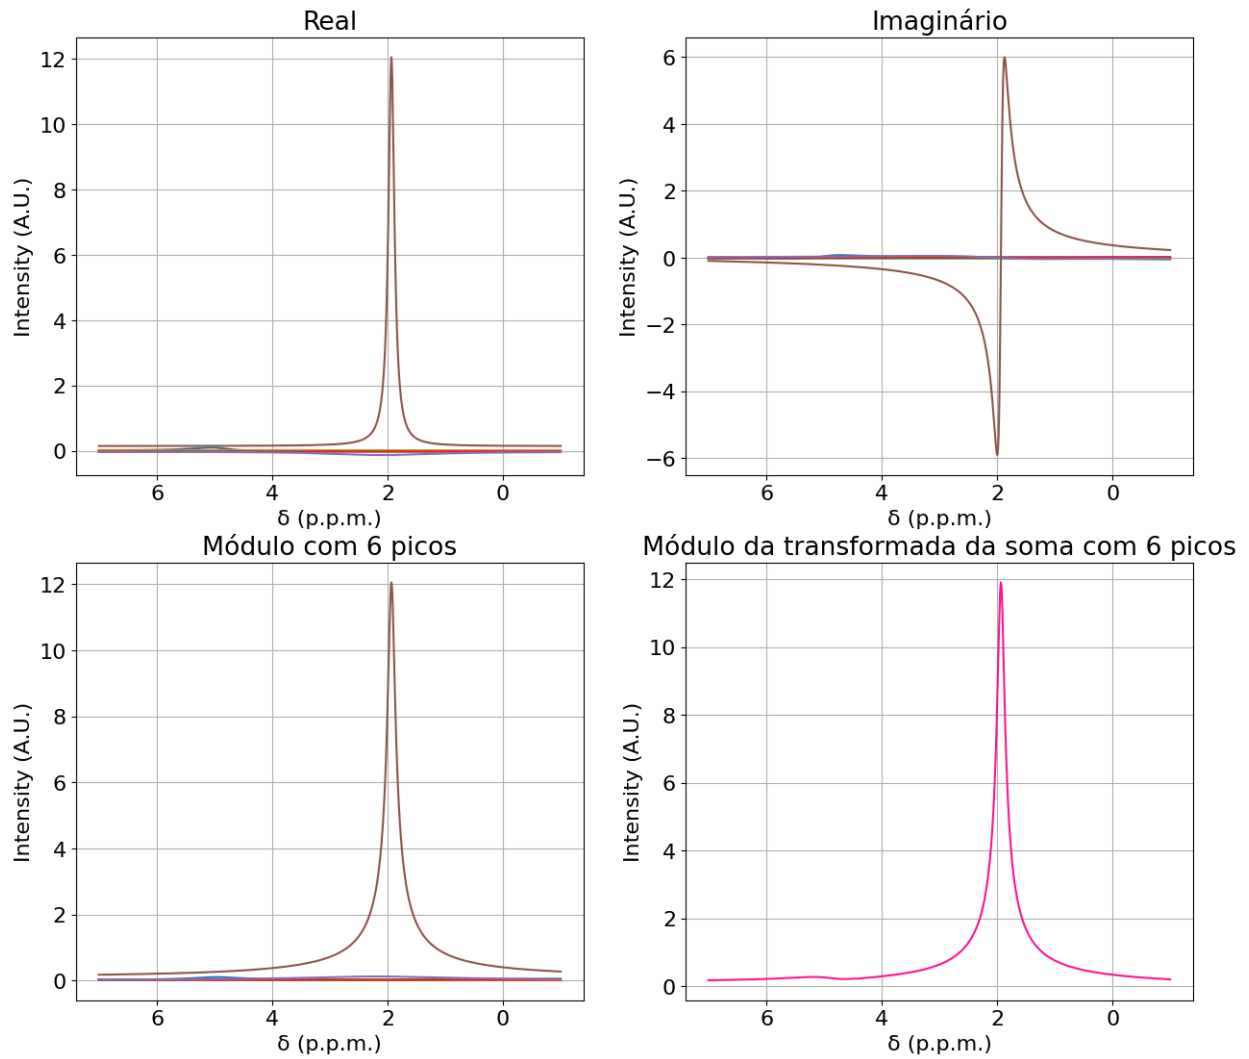 Real
12
10
8
6
4
2
0
6 4 2 0
Intensity (A.U.)
δ (p.p.m.)
Imaginário
6
4
2
0
−2
−4
−6
6 4 2 0
Intensity (A.U.)
δ (p.p.m.)
Módulo com 6 picos
12
10
8
6
4
2
0
6 4 2 0
Intensity (A.U.)
δ (p.p.m.)
Módulo da transformada da soma com 6 picos
12
10
8
6
4
2
0
6 4 2 0
Intensity (A.U.)
δ (p.p.m.)